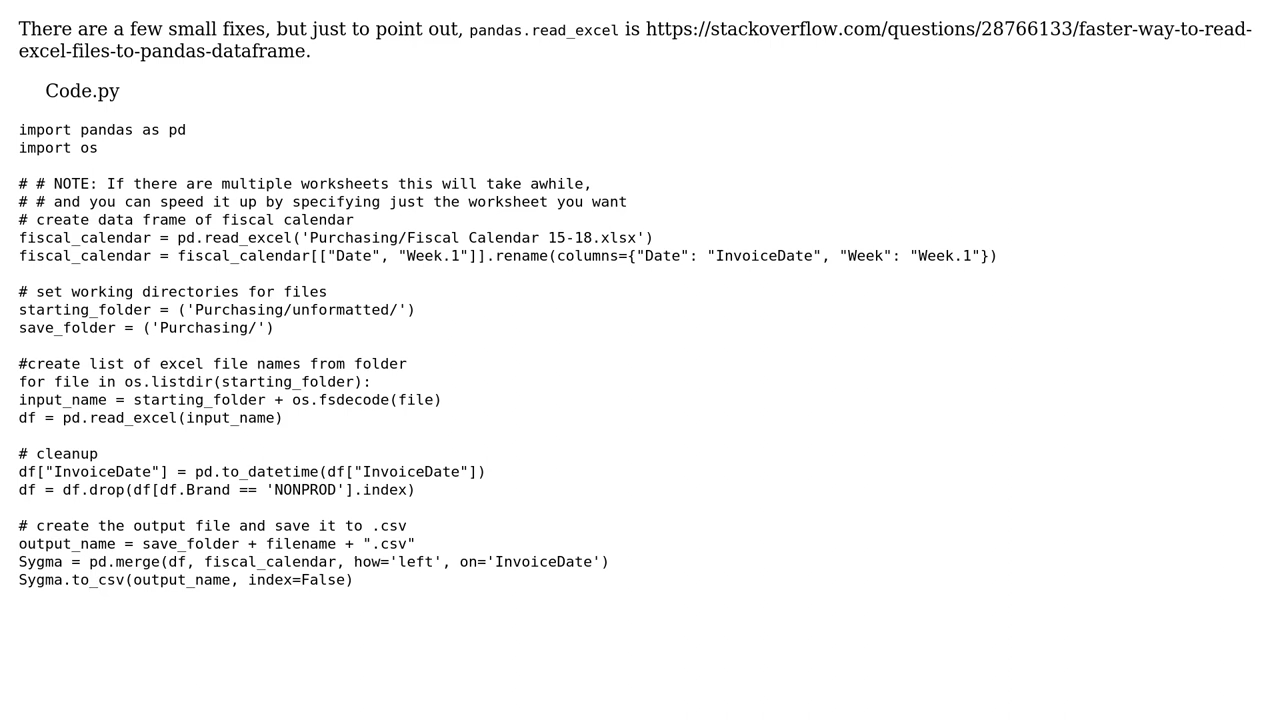 There are a few small fixes, but just to point out, pandas.read_excel is https://stackoverflow.com/questions/28766133/faster-way-to-read-
excel-files-to-pandas-dataframe.
Code.py
import pandas as pd
import os
# # NOTE: If there are multiple worksheets this will take awhile,
# # and you can speed it up by specifying just the worksheet you want
# create data frame of fiscal calendar
fiscal_calendar = pd.read_excel('Purchasing/Fiscal Calendar 15-18.xlsx')
fiscal_calendar = fiscal_calendar[["Date", "Week.1"]].rename(columns={"Date": "InvoiceDate", "Week": "Week.1"})
# set working directories for files
starting_folder = ('Purchasing/unformatted/')
save_folder = ('Purchasing/')
#create list of excel file names from folder
for file in os.listdir(starting_folder):
input_name = starting_folder + os.fsdecode(file)
df = pd.read_excel(input_name)
# cleanup
df["InvoiceDate"] = pd.to_datetime(df["InvoiceDate"])
df = df.drop(df[df.Brand == 'NONPROD'].index)
# create the output file and save it to .csv
output_name = save_folder + filename + ".csv"
Sygma = pd.merge(df, fiscal_calendar, how='left', on='InvoiceDate')
Sygma.to_csv(output_name, index=False)